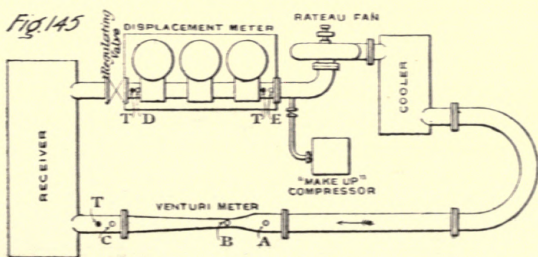 Fig. 145
DISPLACEMENT METER
RATEAU FAN
Regulating
Valve
COOLER
T D
T E
RECEIVER
"MAKE UP"
COMPRESSOR
VENTURI METER
T
C
B
A